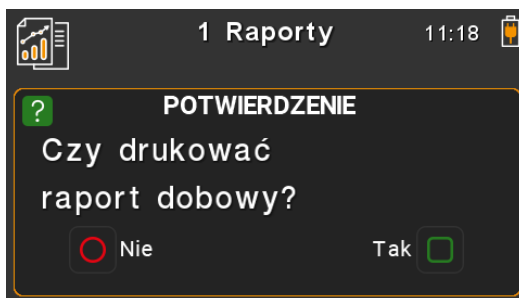 1 Raporty 11:18
?
POTWIERDZENIE
Czy drukować
raport dobowy?
Nie Tak